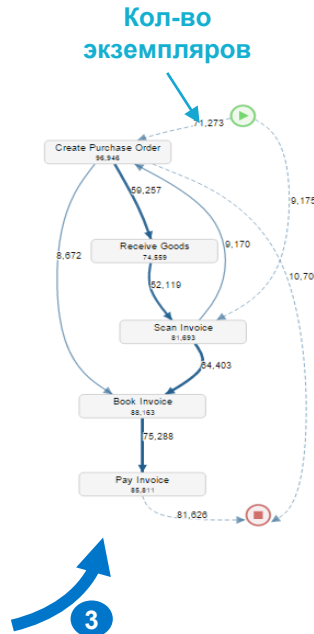 Кол-во
экземпляров
71,273
Create Purchase Order
96,946
59,257
9,175
Receive Goods
74,559
8,672
9,170
10,70
52,119
Scan Invoice
81,693
64,403
Book Invoice
88,163
75,288
Pay Invoice
85,811
81,626
3